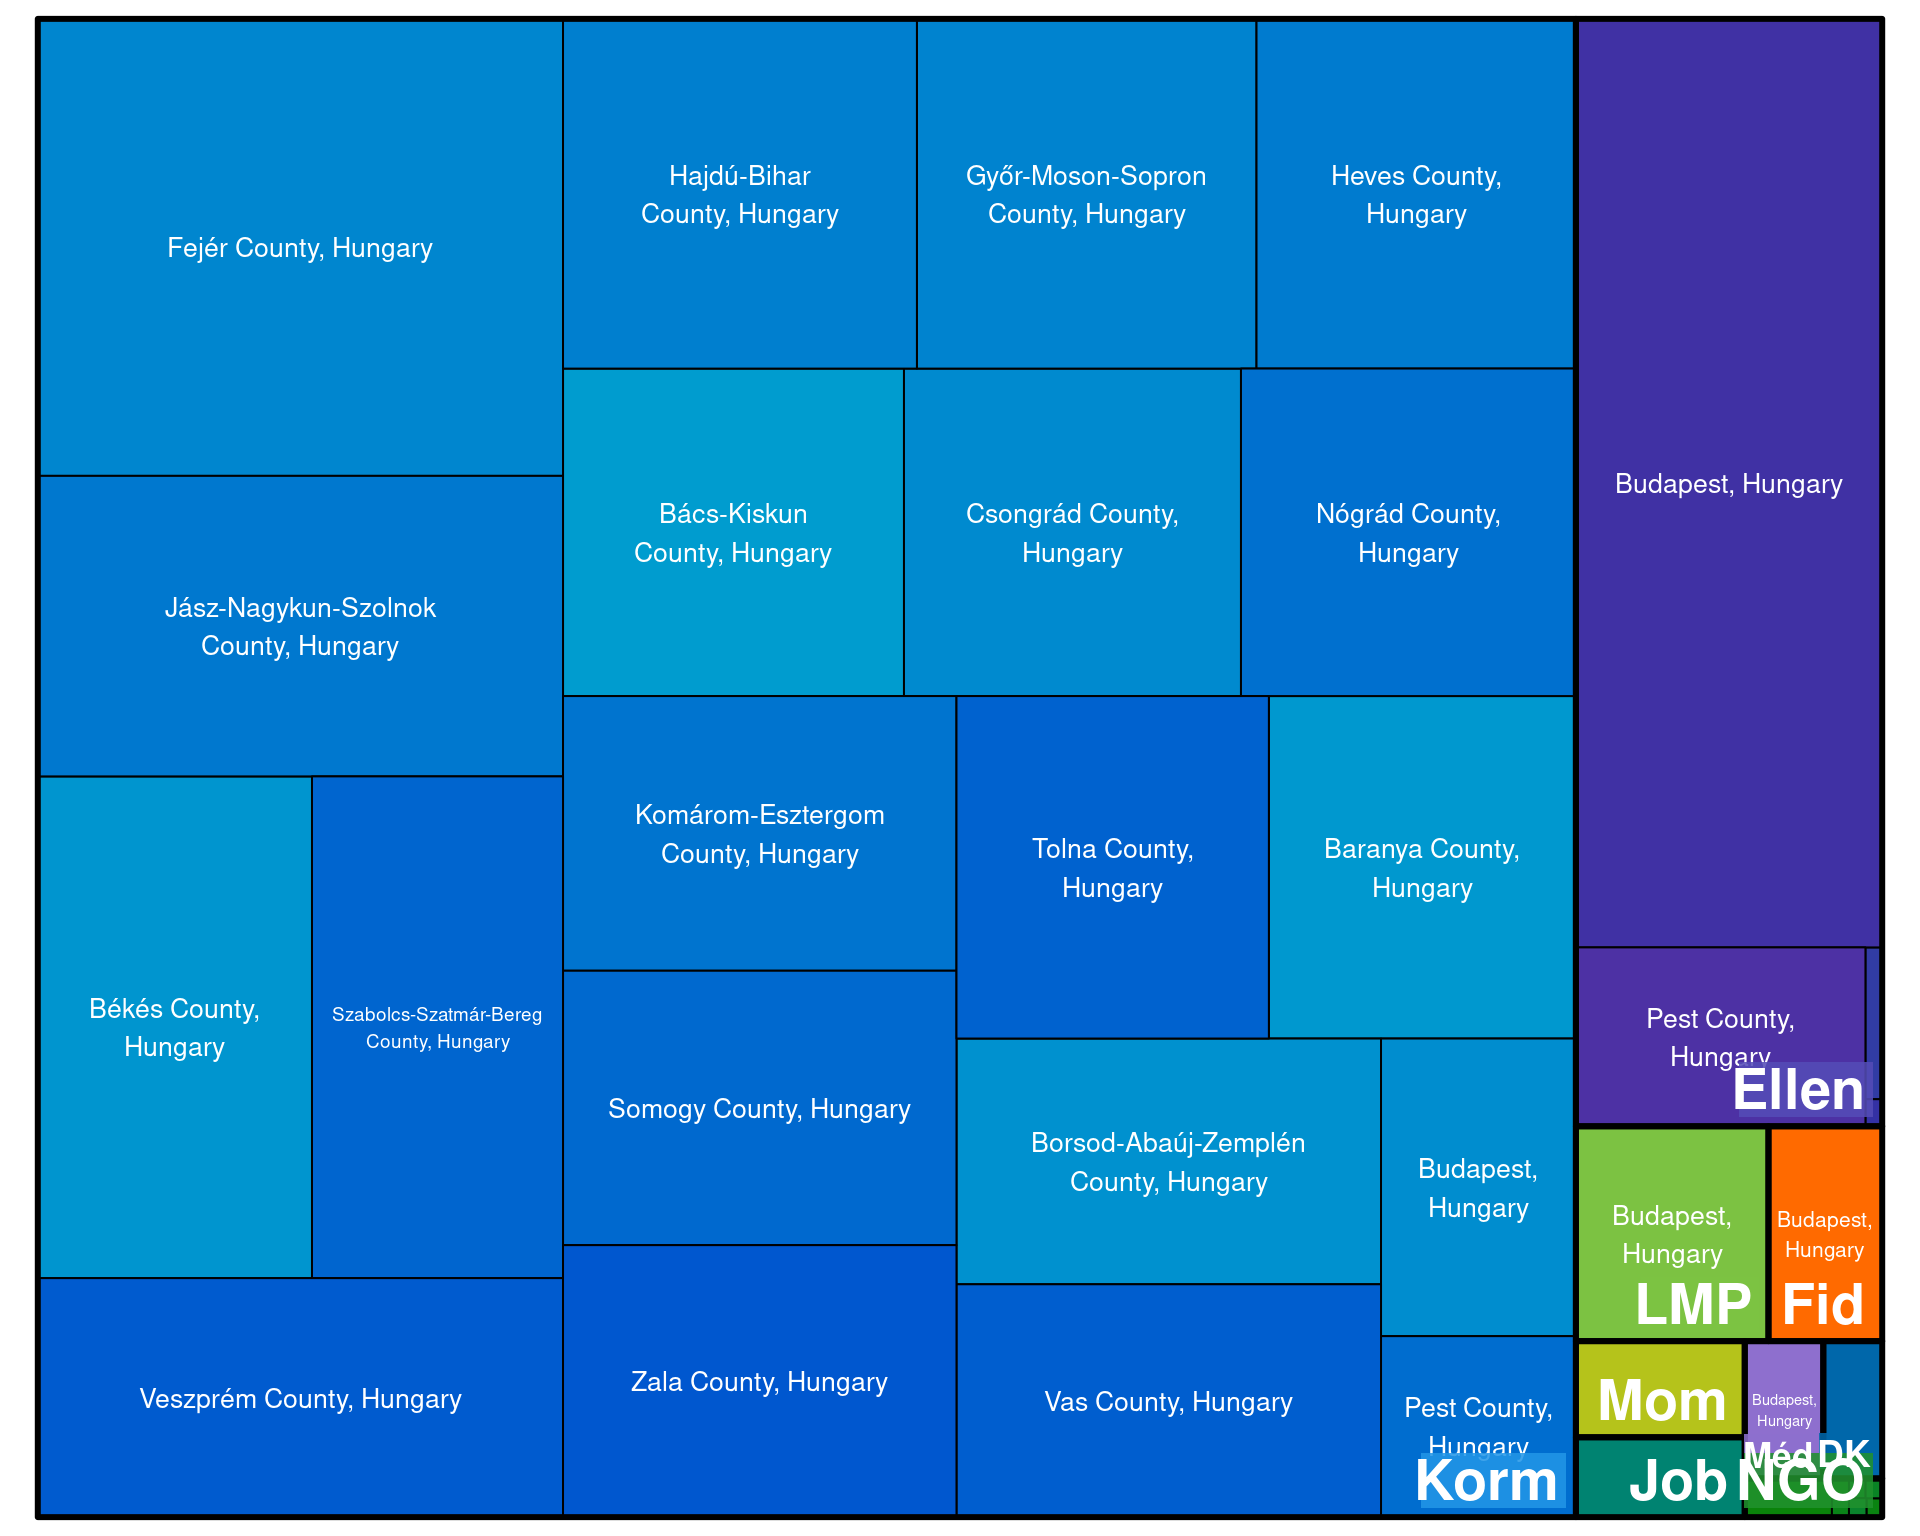 Fejér County, Hungary
Hajdú-Bihar
County, Hungary
Győr-Moson-Sopron
County, Hungary
Heves County,
Hungary
Budapest, Hungary
Jász-Nagykun-Szolnok
County, Hungary
Bács-Kiskun
County, Hungary
Csongrád County,
Hungary
Nógrád County,
Hungary
Békés County,
Hungary
Szabolcs-Szatmár-Bereg
County, Hungary
Komárom-Esztergom
County, Hungary
Tolna County,
Hungary
Baranya County,
Hungary
Somogy County, Hungary
Borsod-Abaúj-Zemplén
County, Hungary
Budapest,
Hungary
Veszprém County, Hungary
Zala County, Hungary
Vas County, Hungary
Pest County,
Hungary
Korm
Pest County,
Hungary
Ellen
Budapest,
Hungary
LMP
Budapest,
Hungary
Fid
Mom
Budapest,
Hungary
Méd
DK
Job
NGO